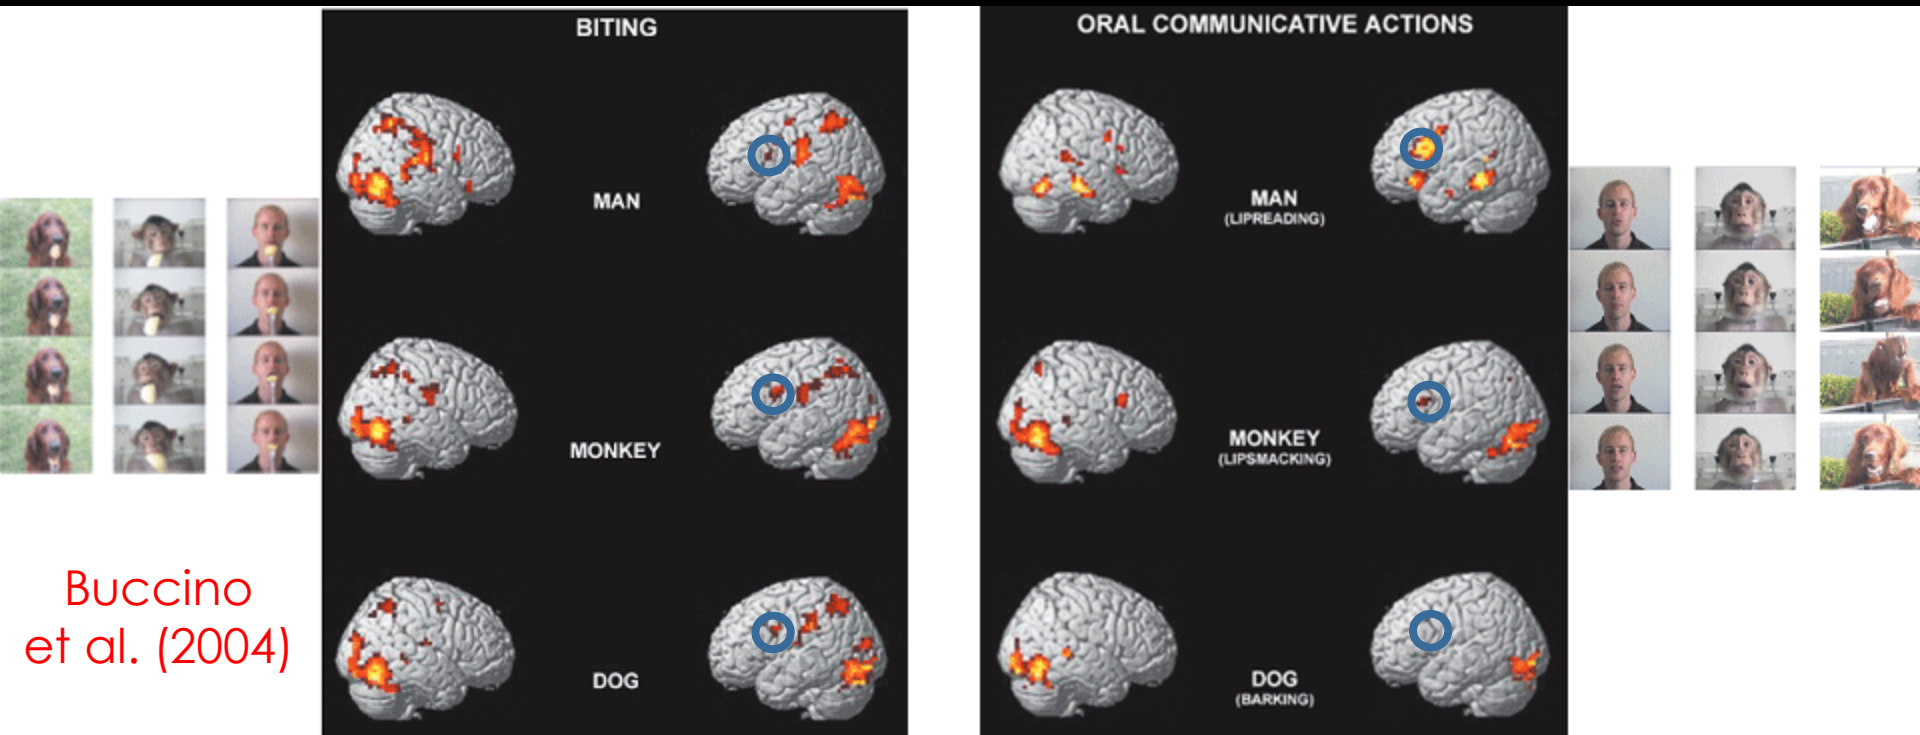 BITING
MAN
MONKEY
DOG
ORAL COMMUNICATIVE ACTIONS
MAN
(LIPREADING)
MONKEY
(LIPSMACKING)
DOG
(BARKING)
Buccino
et al. (2004)